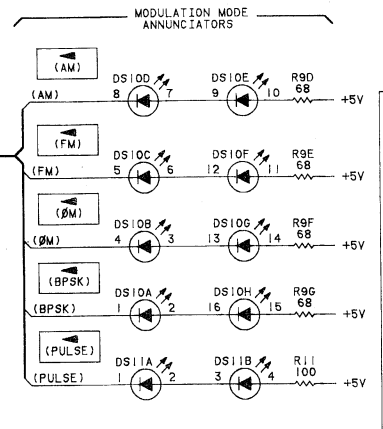 MODULATION MODE
ANNUNCIATORS
(AM)
DS10D DS10E R9D
68
(AM) 8 7 9 10 +5V
(FM)
DS10C DS10F R9E
68
(FM) 5 6 12 11 +5V
(ØM)
DS10B DS10G R9F
68
(ØM) 4 3 13 14 +5V
(BPSK)
DS10A DS10H R9G
68
(BPSK) 1 2 16 15 +5V
(PULSE)
DS11A DS11B R11
100
(PULSE) 1 2 3 4 +5V